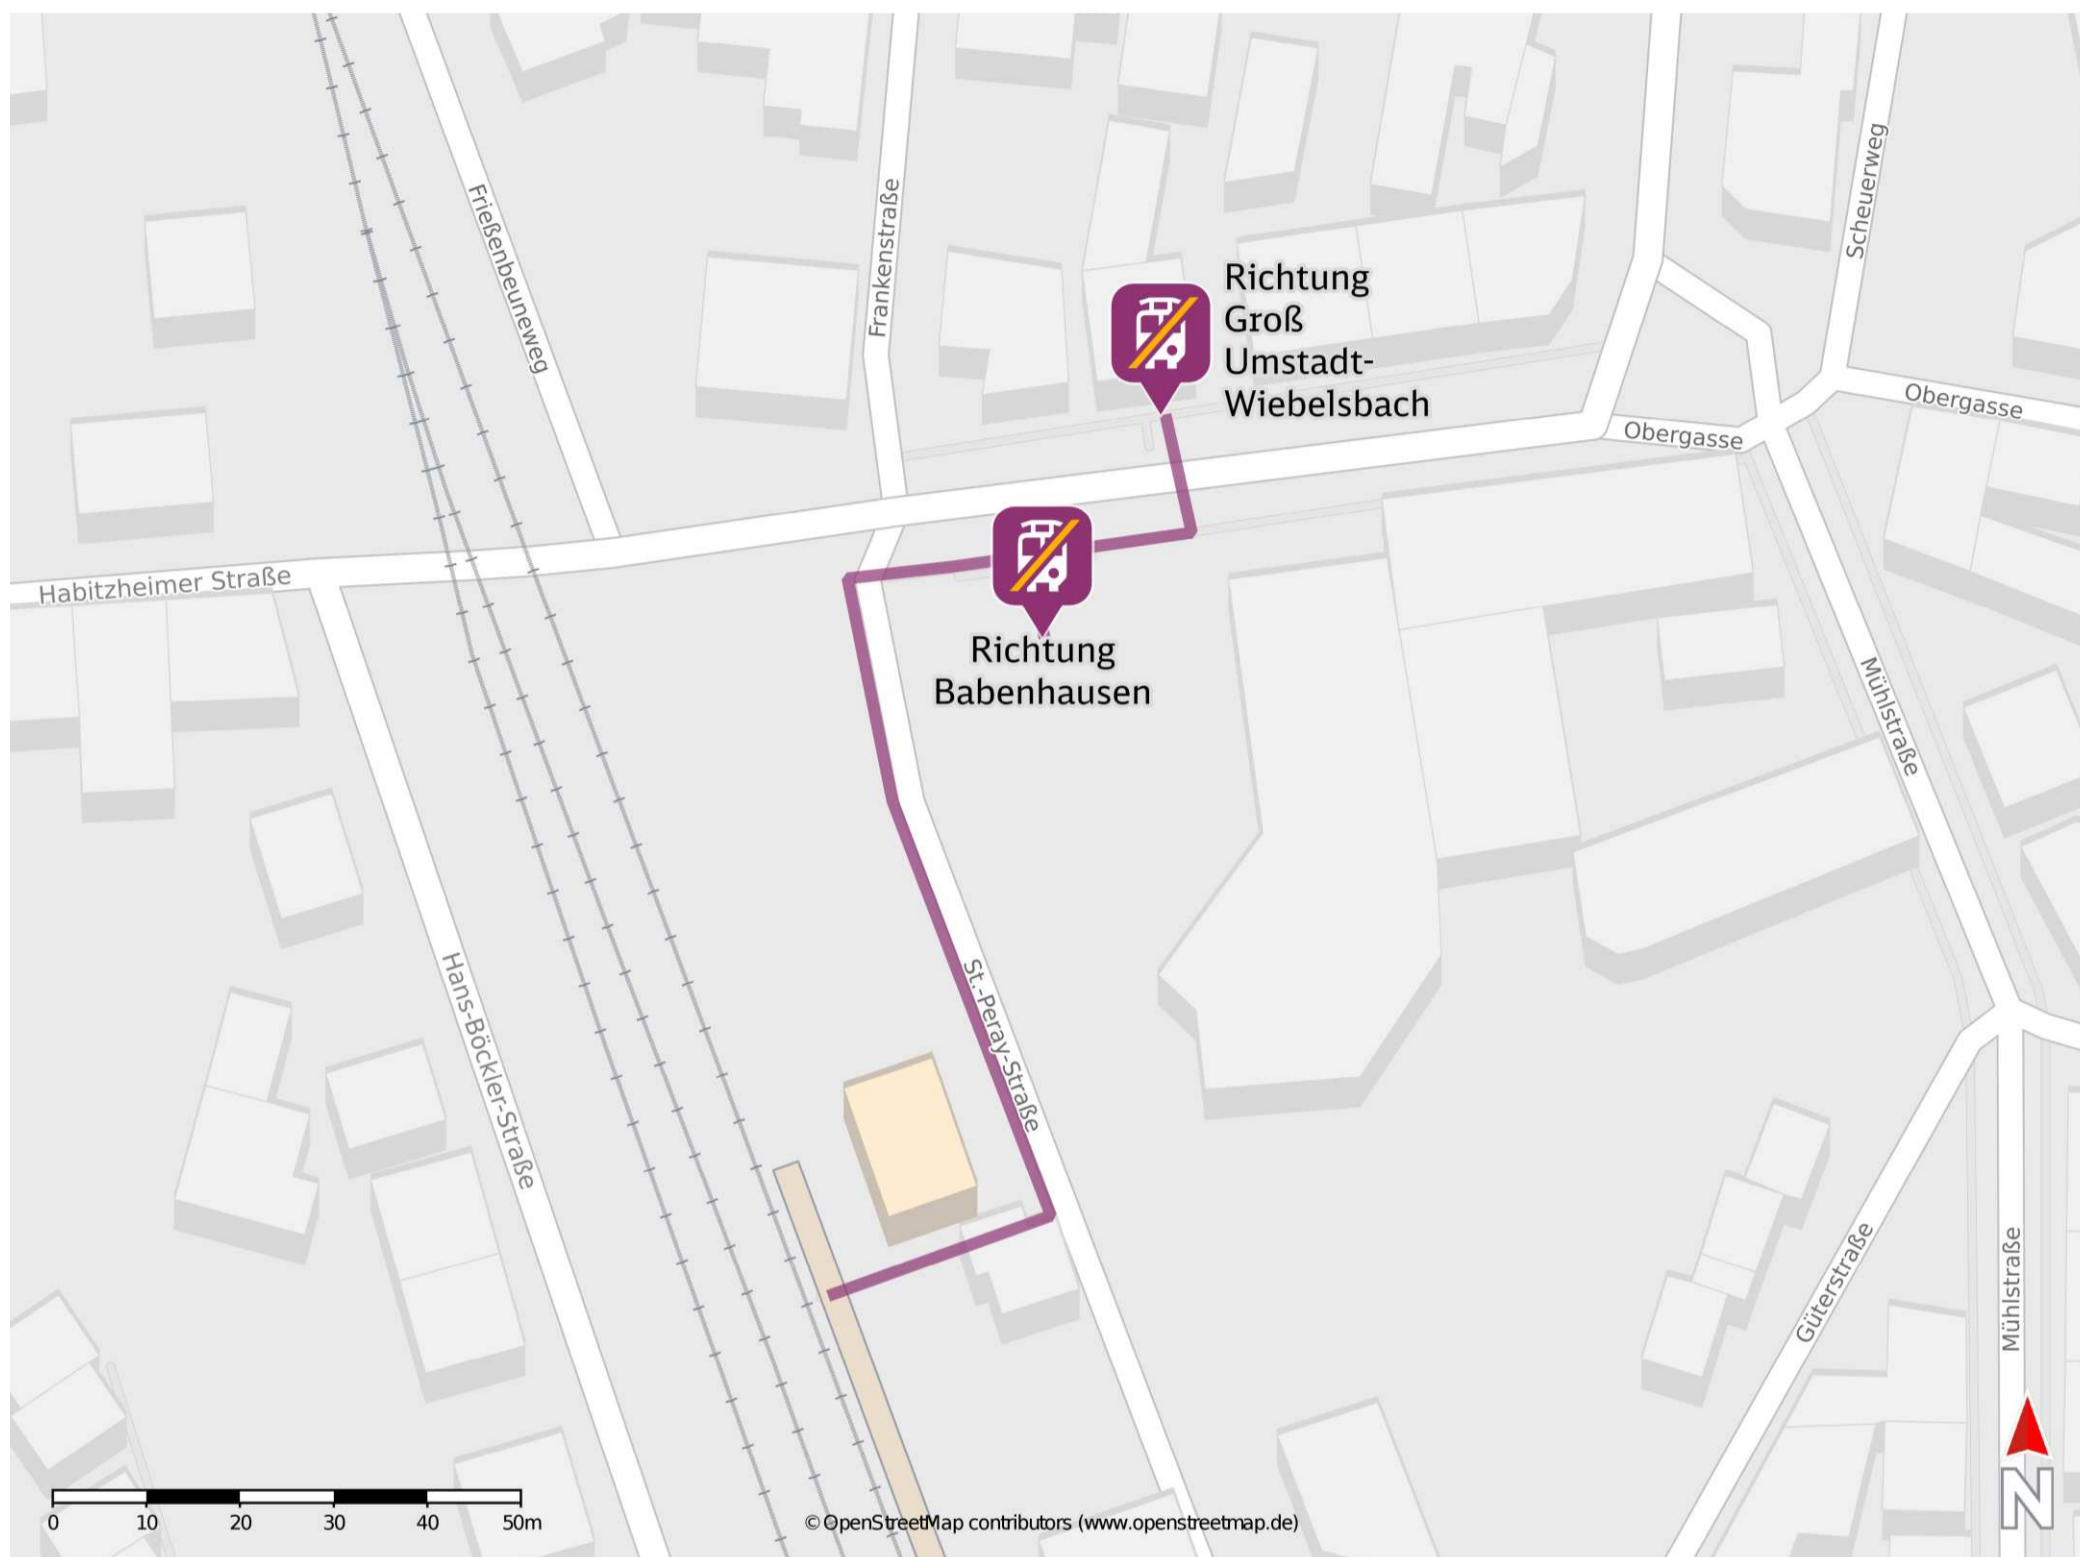 Scheuerweg
Frießenbeuneweg
Frankenstraße
Richtung
Groß
Umstadt-
Wiebelsbach
Obergasse
Obergasse
Habitzheimer Straße
Richtung
Babenhausen
Mühlstraße
Hans-Böckler-Straße
St.-Peray-Straße
Güterstraße
Mühlstraße
N
0 10 20 30 40 50m
© OpenStreetMap contributors (www.openstreetmap.de)